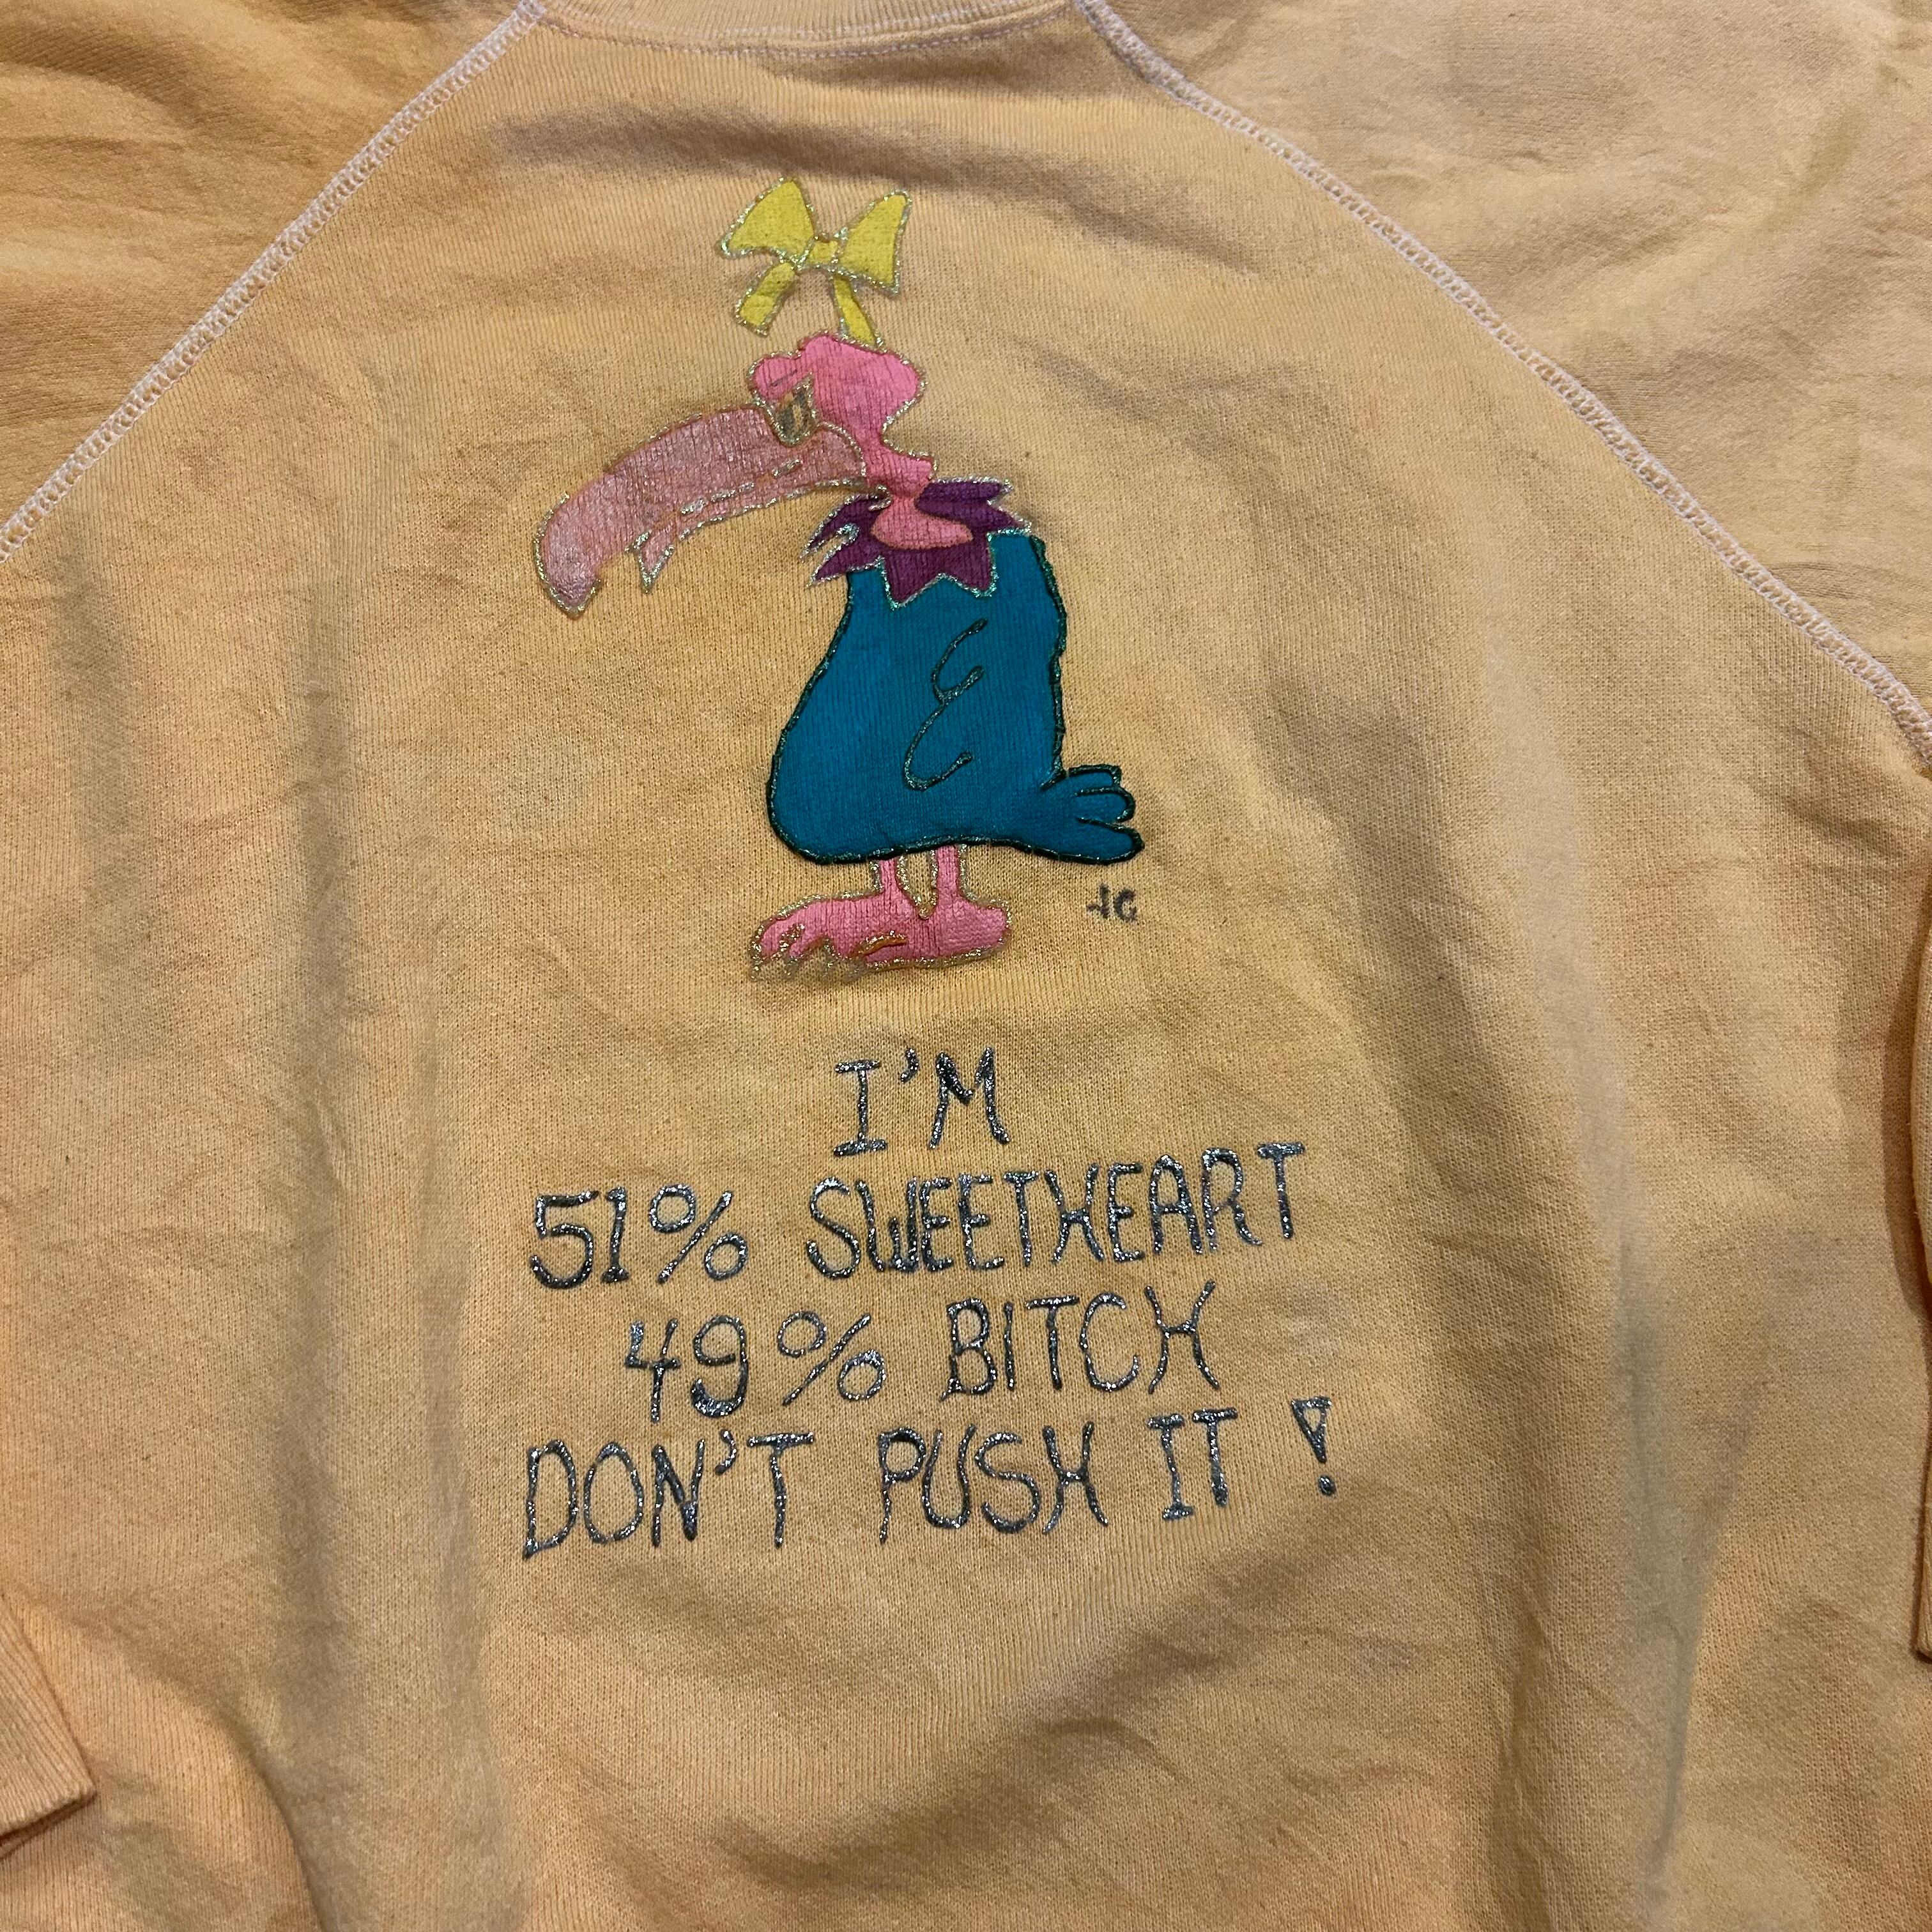 I'M
51% SWEETHEART
49% BITCH
DON'T PUSH IT!